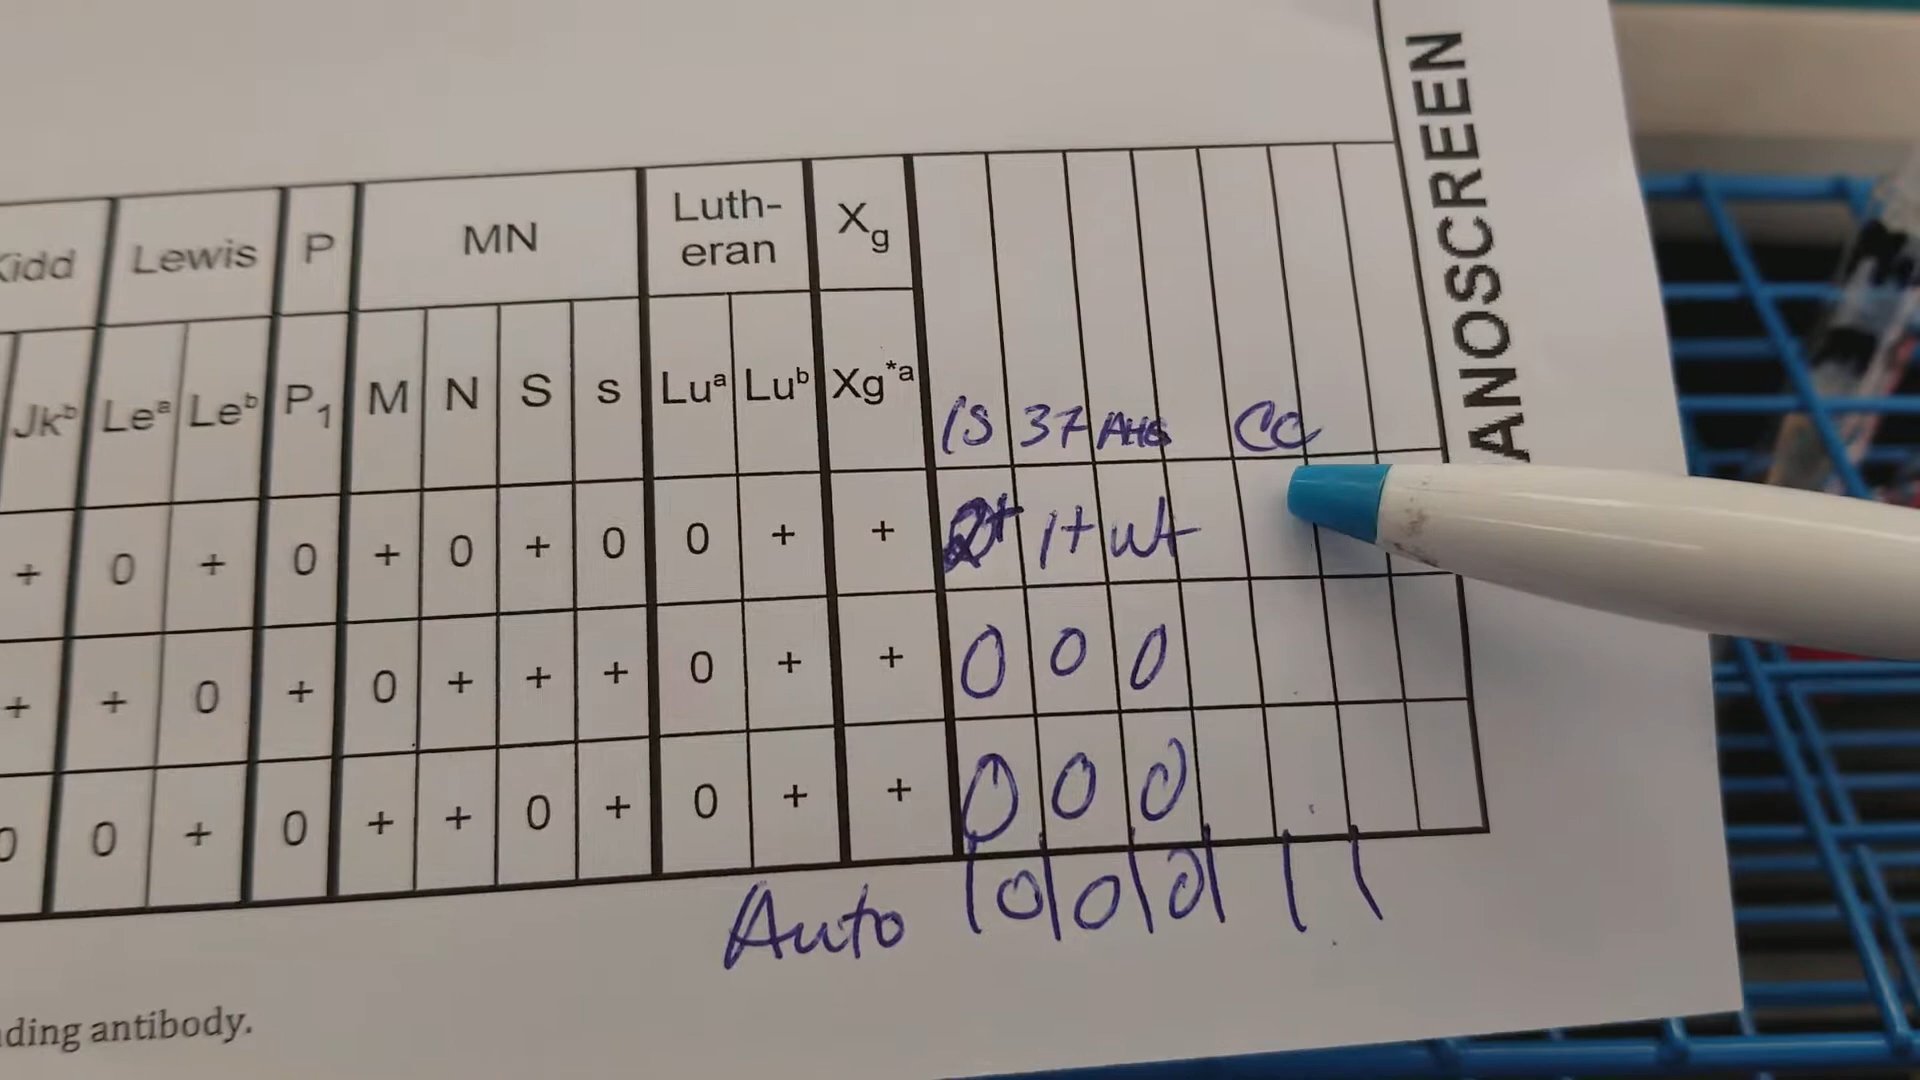 Kidd Lewis P MN Luth-eran Xg
Jkᵇ Leᵃ Leᵇ P₁ M N S s Luᵃ Luᵇ Xg*ᵃ IS 37 AHG CC
+ 0 + 0 + 0 + 0 0 + + 2+ 1+ w+
+ + 0 + 0 + + + 0 + + 0 0 0
0 0 + 0 + + 0 + 0 + + 0 0 0
Auto 0 0 0
ding antibody.
ANOSCREEN